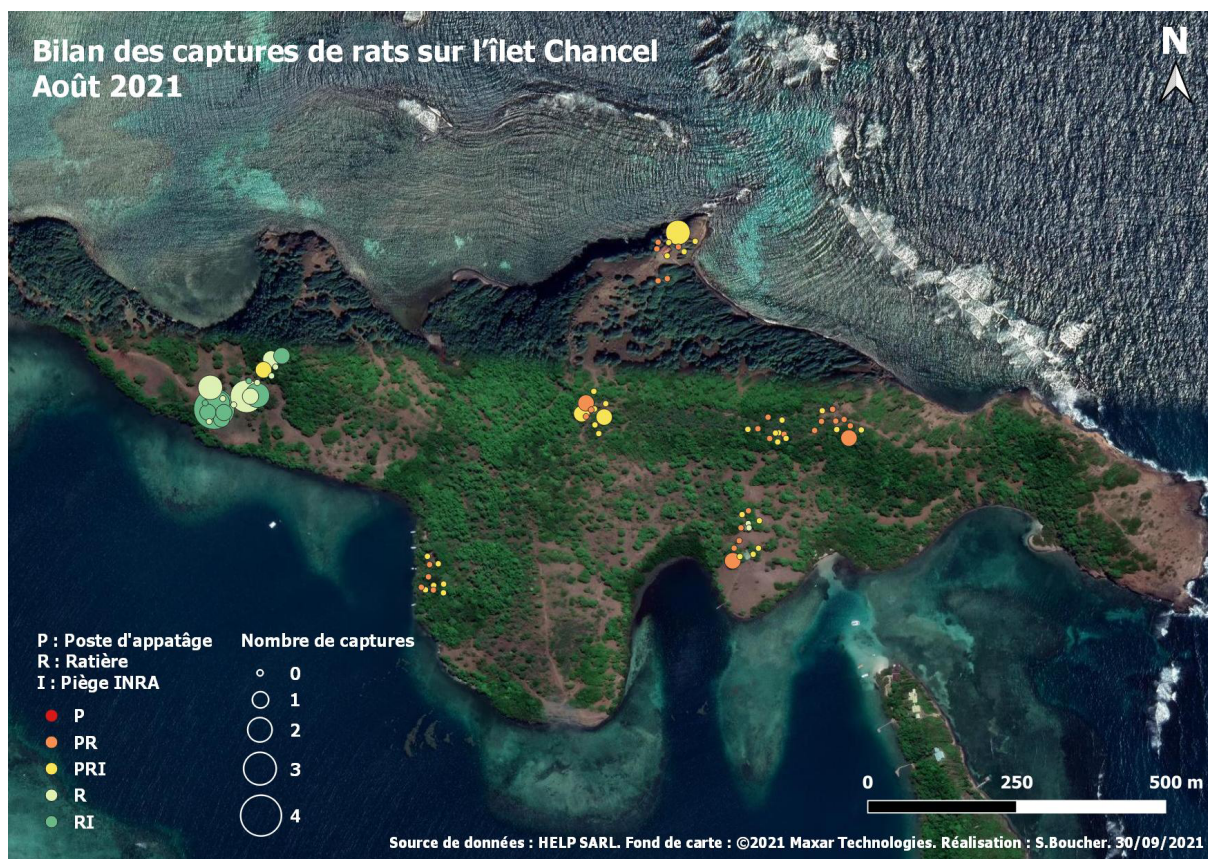 Bilan des captures de rats sur l'îlet Chancel
Août 2021
N
P : Poste d'appatâge
R : Ratière
I : Piège INRA
P
PR
PRI
R
RI
Nombre de captures
0
1
2
3
4
0 250 500 m
Source de données : HELP SARL. Fond de carte : ©2021 Maxar Technologies. Réalisation : S.Boucher. 30/09/2021